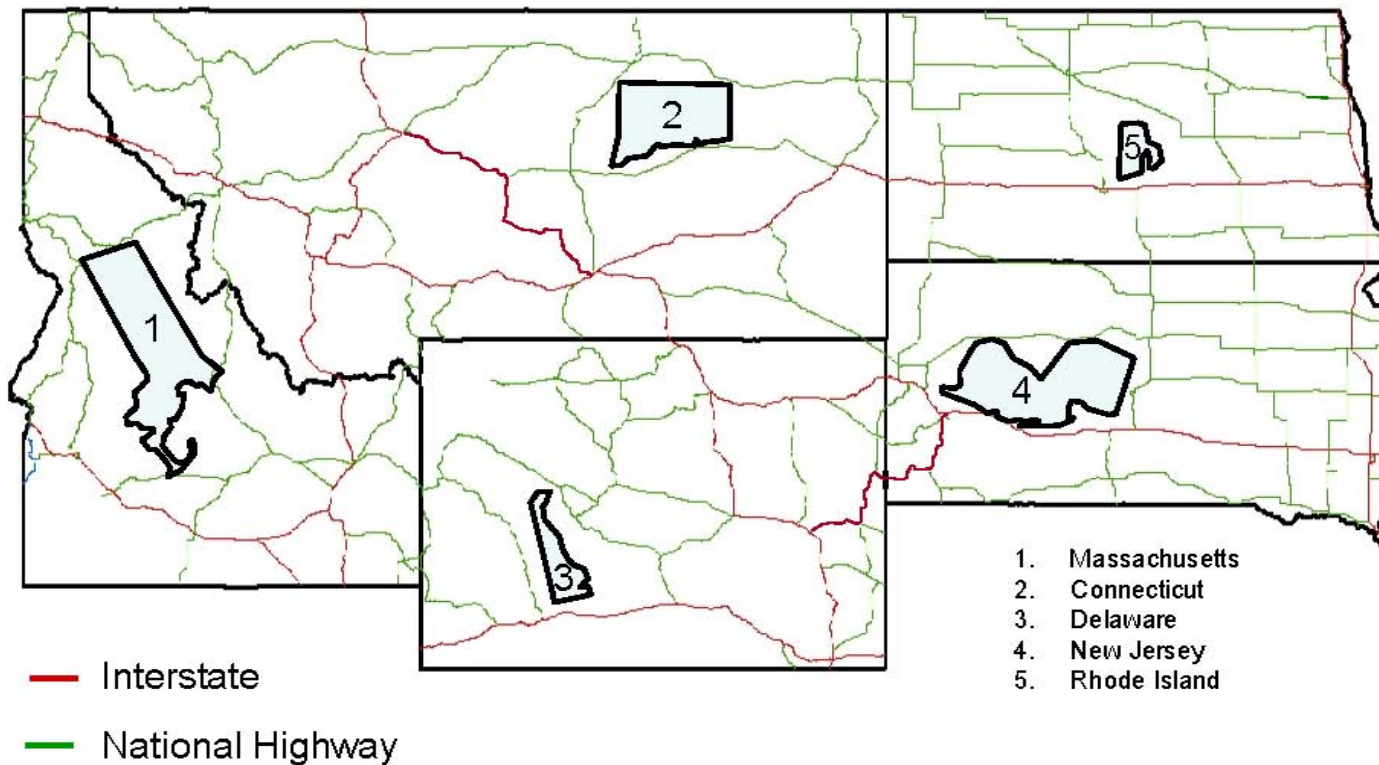 2
5
1
4
3
1. Massachusetts
2. Connecticut
3. Delaware
4. New Jersey
5. Rhode Island
Interstate
National Highway